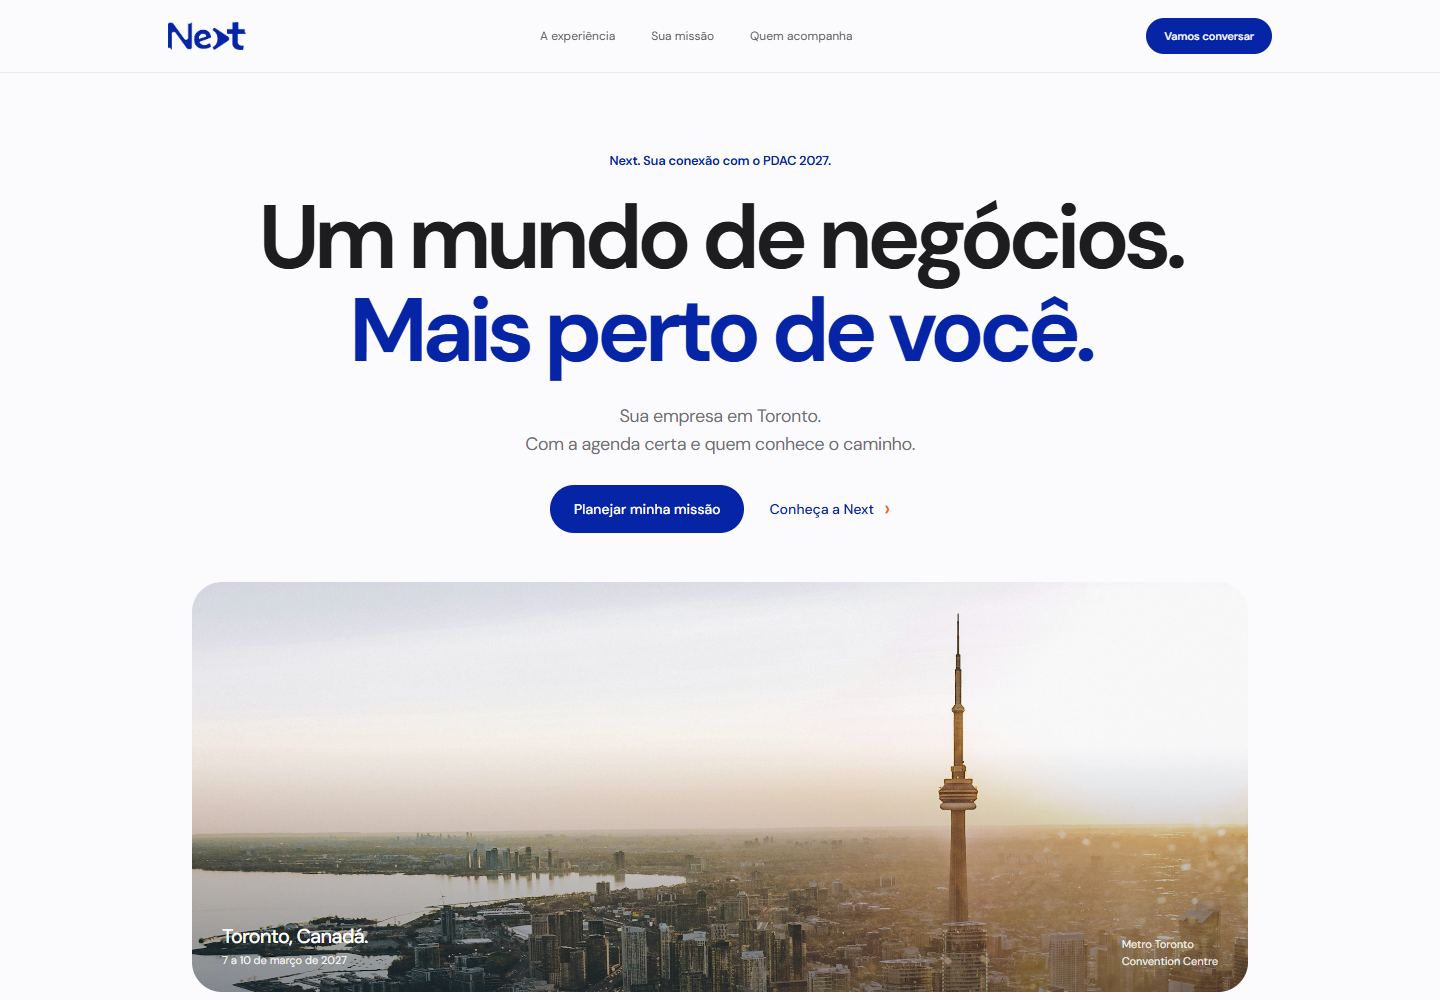 Next
A experiência
Sua missão
Quem acompanha
Vamos conversar
Next. Sua conexão com o PDAC 2027.
Um mundo de negócios.
Mais perto de você.
Sua empresa em Toronto.
Com a agenda certa e quem conhece o caminho.
Planejar minha missão
Conheça a Next ›
Toronto, Canadá.
7 a 10 de março de 2027
Metro Toronto
Convention Centre